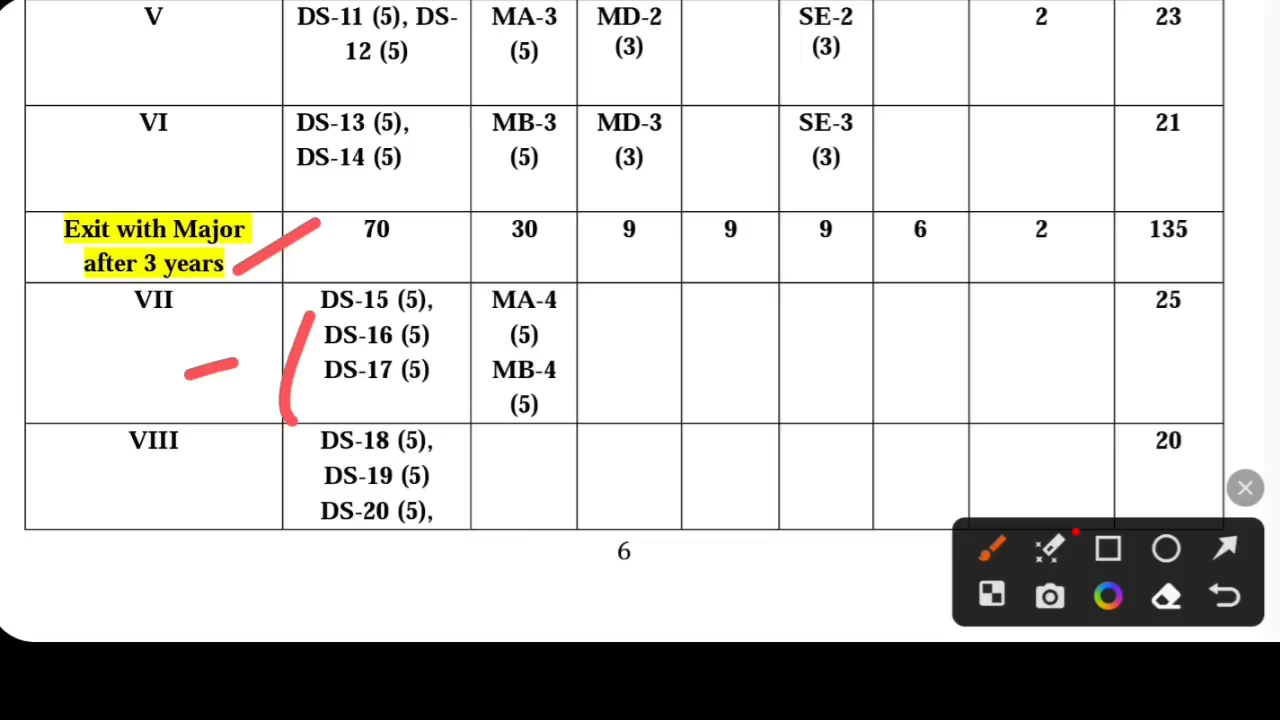 V DS-11 (5), DS- MA-3 MD-2 SE-2 2 23
12 (5) (5) (3) (3)
VI DS-13 (5), MB-3 MD-3 SE-3 21
DS-14 (5) (5) (3) (3)
Exit with Major 70 30 9 9 9 6 2 135
after 3 years
VII DS-15 (5), MA-4 25
DS-16 (5) (5)
DS-17 (5) MB-4
(5)
VIII DS-18 (5), 20
DS-19 (5)
DS-20 (5),
6